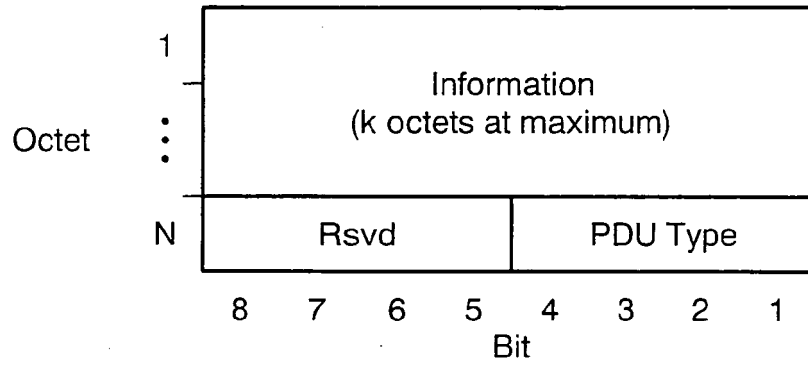 1
Information
(k octets at maximum)
Octet
⋮
N Rsvd PDU Type
8 7 6 5 4 3 2 1
Bit